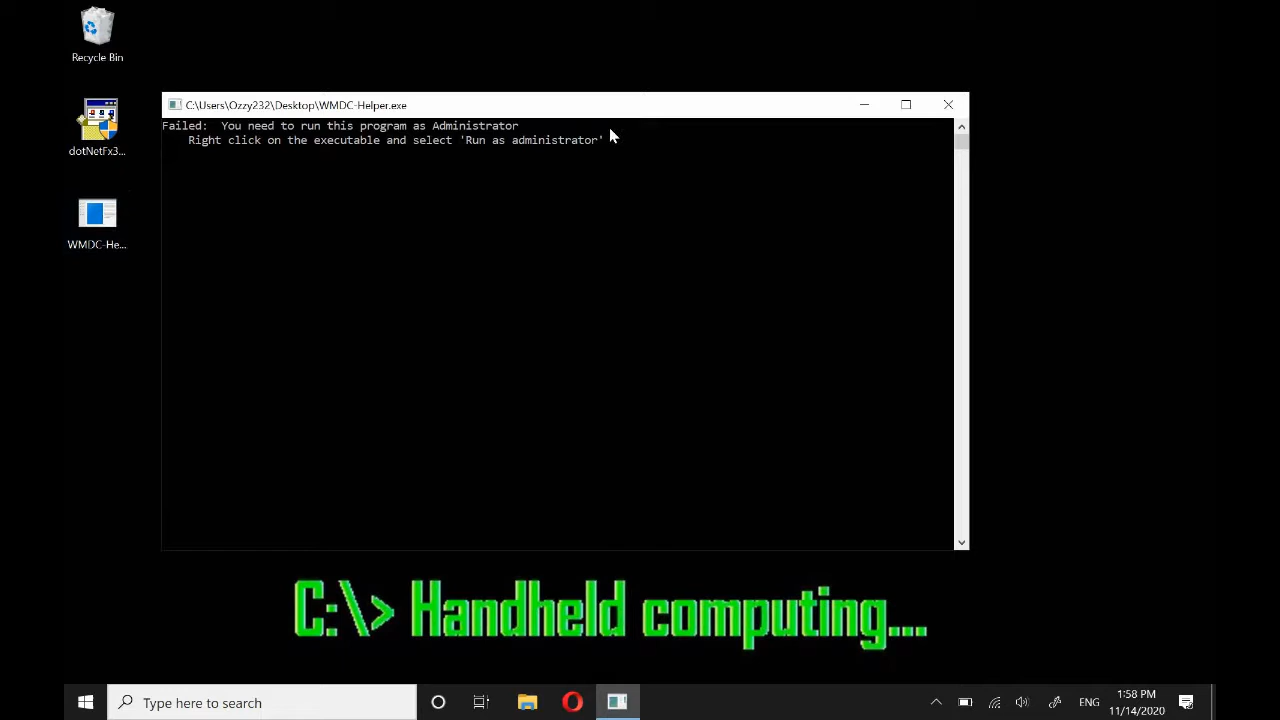 Recycle Bin
C:\Users\Ozzy232\Desktop\WMDC-Helper.exe
Failed:  You need to run this program as Administrator
Right click on the executable and select 'Run as administrator'
dotNetFx3...
WMDC-He...
C:\> Handheld computing...
Type here to search
ENG
1:58 PM
11/14/2020